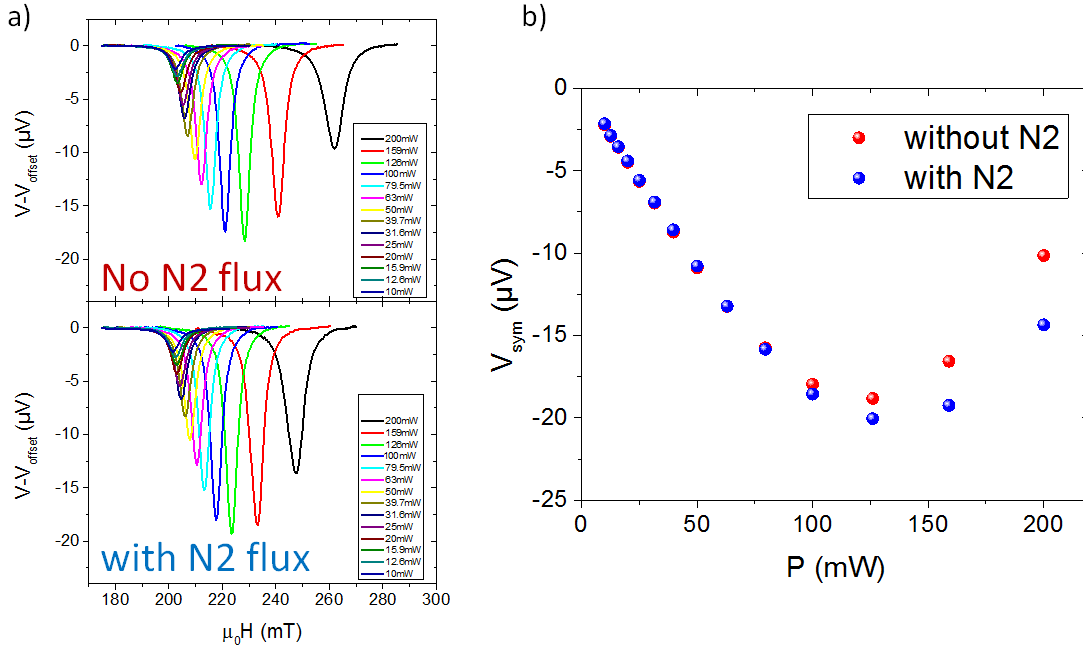 a)
0
-5
-10
-15
-20
V-Voffset (μV)
200mW
159mW
126mW
100mW
79.5mW
63mW
50mW
39.7mW
31.6mW
25mW
20mW
15.9mW
12.6mW
10mW
No N2 flux
0
-5
-10
-15
-20
V-Voffset (μV)
200mW
159mW
126mW
100mW
79.5mW
63mW
50mW
39.7mW
31.6mW
25mW
20mW
15.9mW
12.6mW
10mW
with N2 flux
180 200 220 240 260 280 300
μ0H (mT)
b)
0
-5
-10
-15
-20
-25
Vsym (μV)
without N2
with N2
0 50 100 150 200
P (mW)